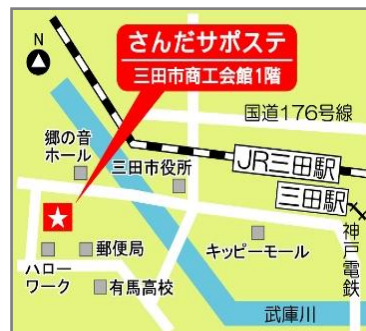 N
さんだサポステ
三田市商工会館1階
国道176号線
郷の音
ホール
三田市役所
JR三田駅
三田駅
神戸電鉄
キッピーモール
郵便局
ハロー
ワーク
有馬高校
武庫川